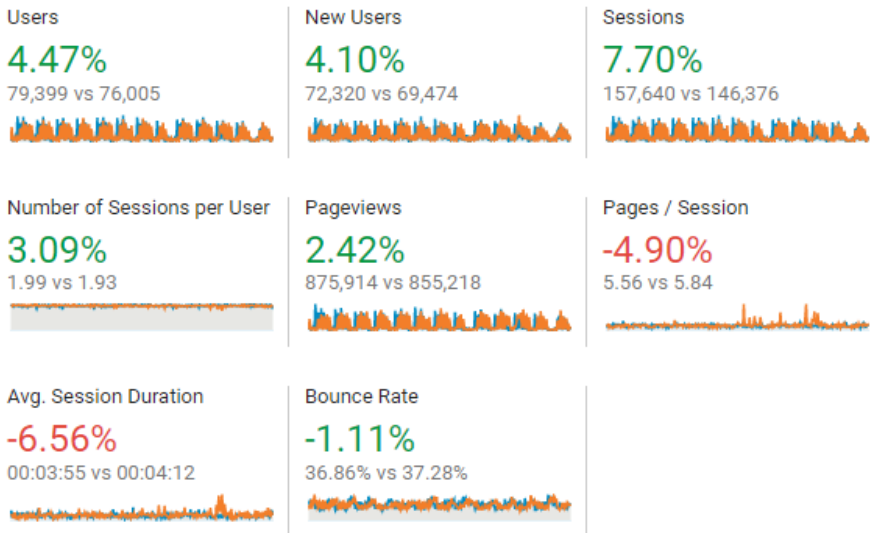 Users
4.47%
79,399 vs 76,005
New Users
4.10%
72,320 vs 69,474
Sessions
7.70%
157,640 vs 146,376
Number of Sessions per User
3.09%
1.99 vs 1.93
Pageviews
2.42%
875,914 vs 855,218
Pages / Session
-4.90%
5.56 vs 5.84
Avg. Session Duration
-6.56%
00:03:55 vs 00:04:12
Bounce Rate
-1.11%
36.86% vs 37.28%